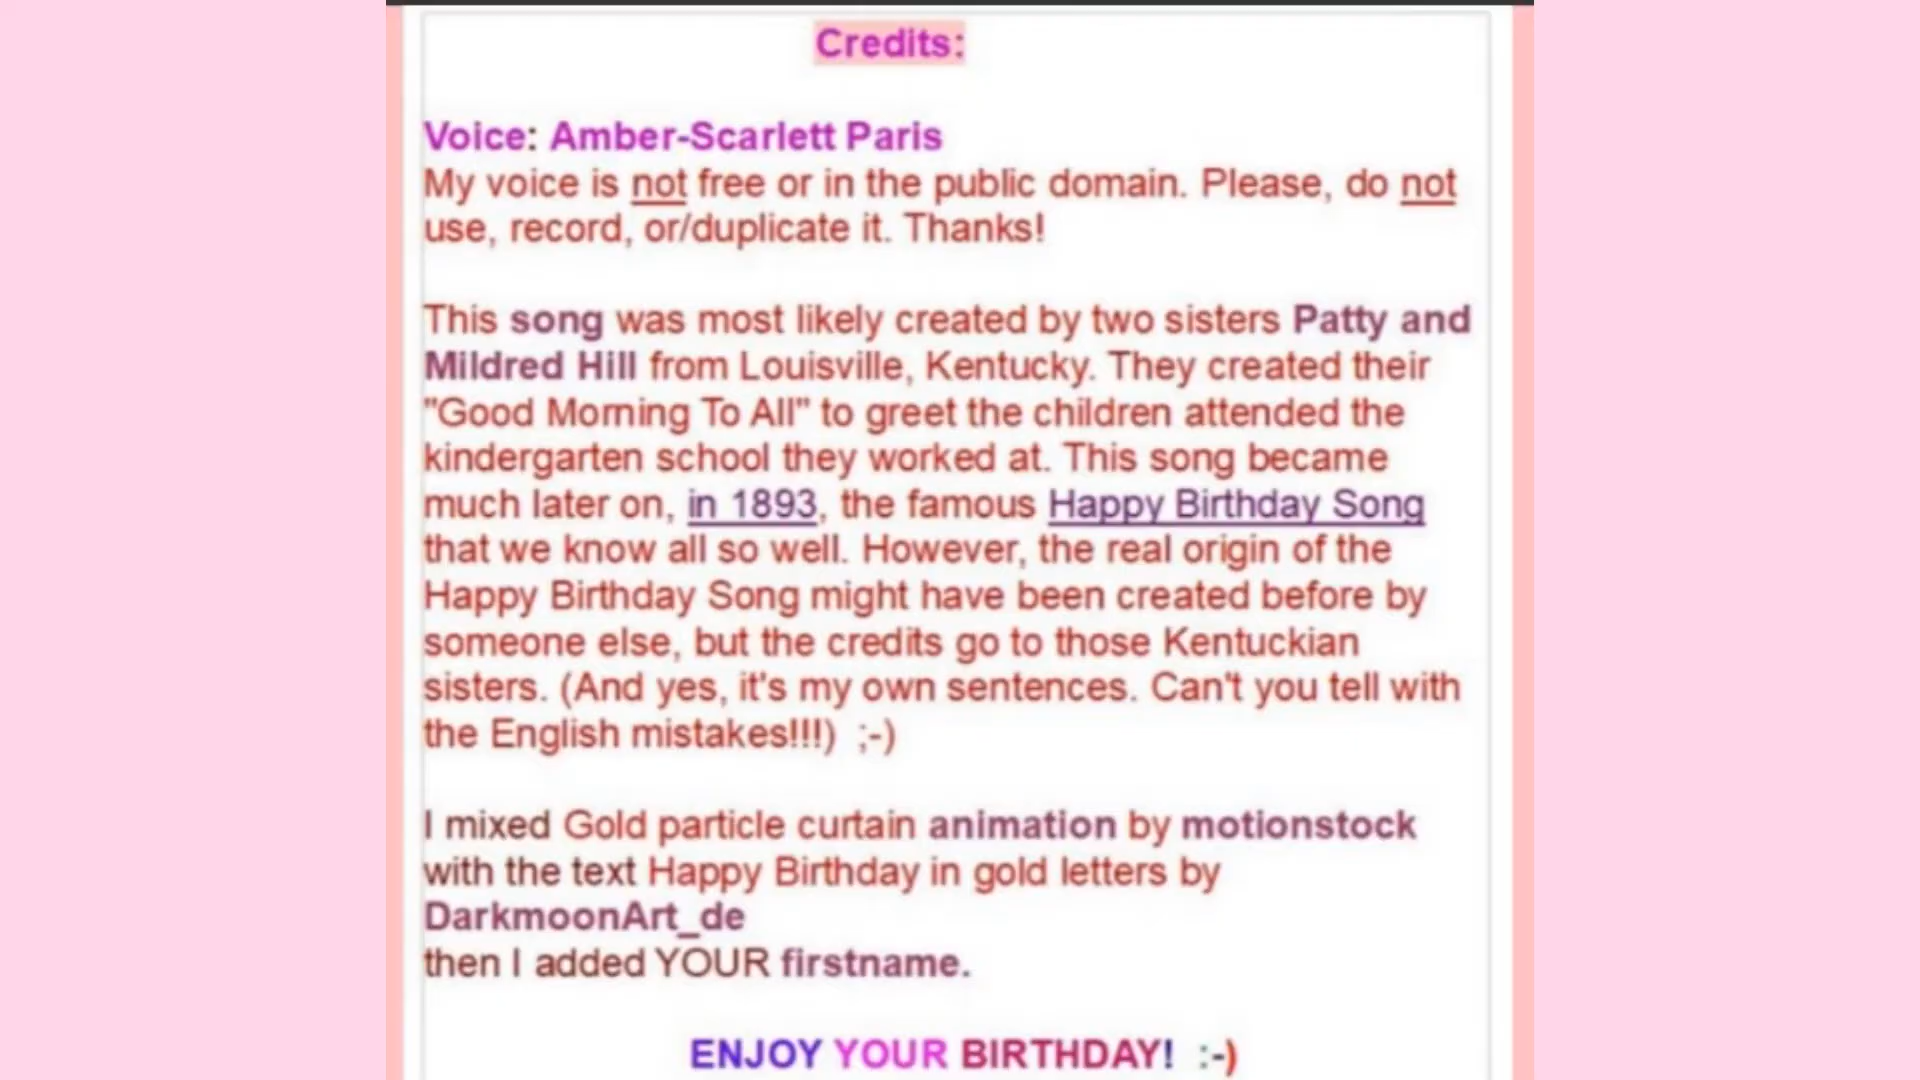 Credits:
Voice: Amber-Scarlett Paris
My voice is not free or in the public domain. Please, do not
use, record, or/duplicate it. Thanks!
This song was most likely created by two sisters Patty and
Mildred Hill from Louisville, Kentucky. They created their
"Good Morning To All" to greet the children attended the
kindergarten school they worked at. This song became
much later on, in 1893, the famous Happy Birthday Song
that we know all so well. However, the real origin of the
Happy Birthday Song might have been created before by
someone else, but the credits go to those Kentuckian
sisters. (And yes, it's my own sentences. Can't you tell with
the English mistakes!!!) ;-)
I mixed Gold particle curtain animation by motionstock
with the text Happy Birthday in gold letters by
DarkmoonArt_de
then I added YOUR firstname.
ENJOY YOUR BIRTHDAY! :-)